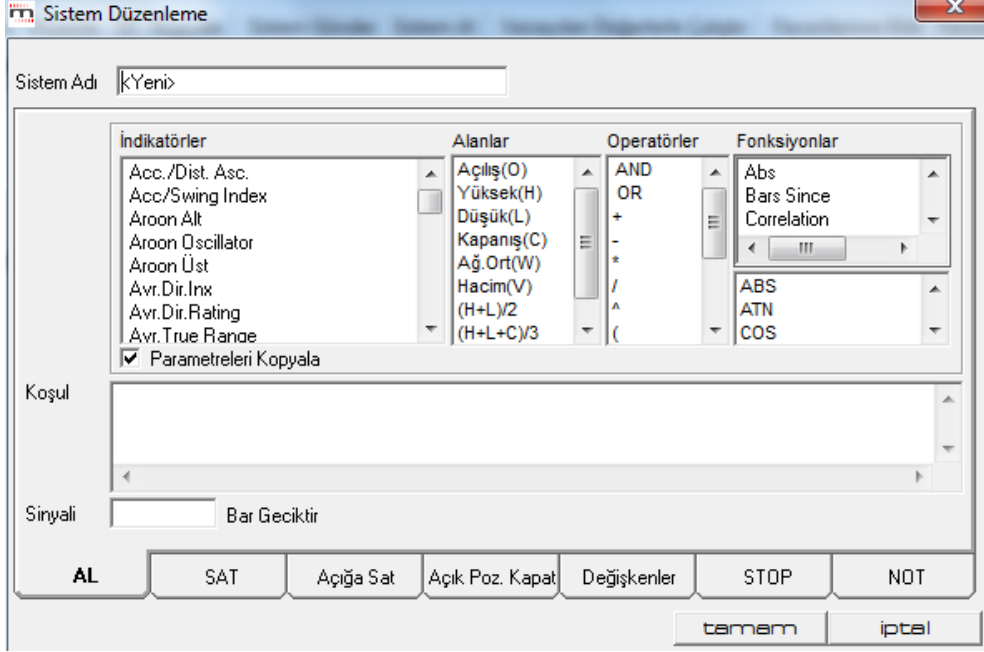 Sistem Düzenleme
Sistem Adı <Yeni>
İndikatörler Alanlar Operatörler Fonksiyonlar
Acc./Dist. Asc. Açılış(O) AND Abs
Acc/Swing Index Yüksek(H) OR Bars Since
Aroon Alt Düşük(L) + Correlation
Aroon Oscillator Kapanış(C) -
Aroon Üst Ağ.Ort(W) *
Avr.Dir.Inx Hacim(V) / ABS
Avr.Dir.Rating (H+L)/2 ^ ATN
Avr.True Range (H+L+C)/3 ( COS
Parametreleri Kopyala
Koşul
Sinyali Bar Geciktir
AL SAT Açığa Sat Açık Poz. Kapat Değişkenler STOP NOT
tamam iptal